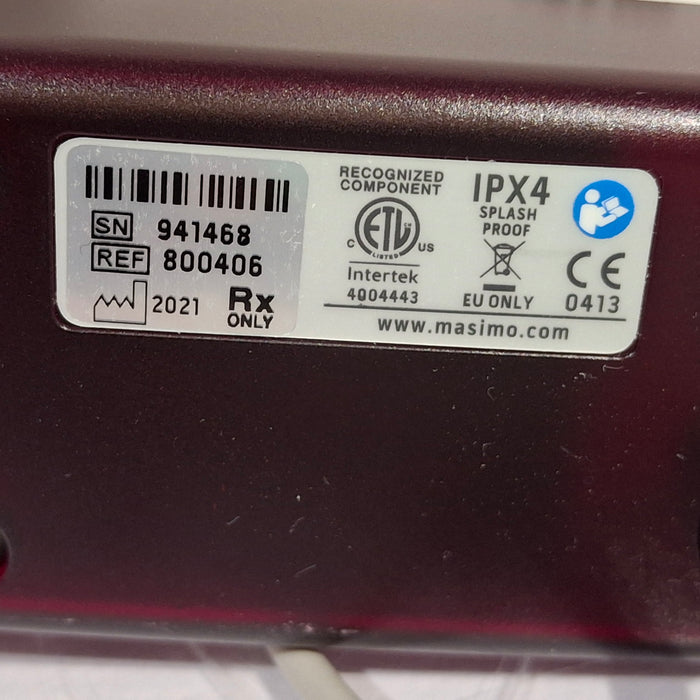 SN 941468
REF 800406
2021
Rx
ONLY
RECOGNIZED
COMPONENT
ETL
C US
LISTED
Intertek
4004443
IPX4
SPLASH
PROOF
EU ONLY
CE
0413
www.masimo.com